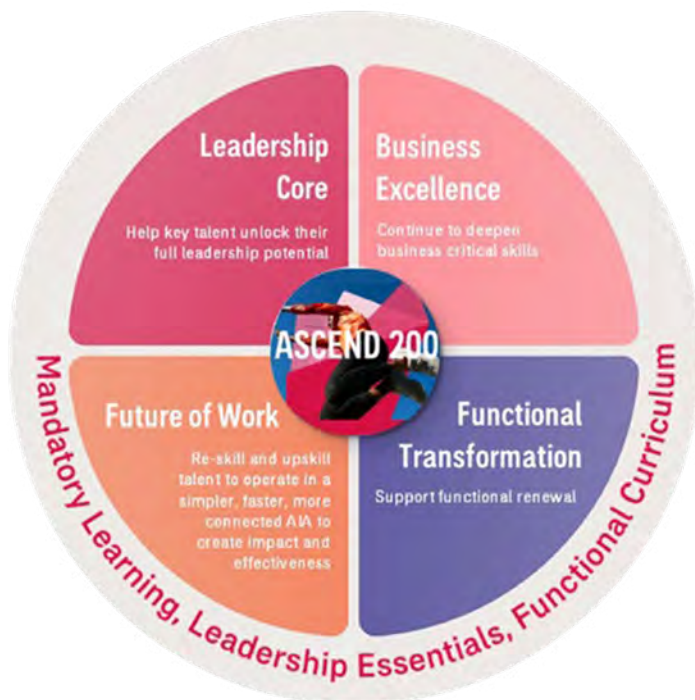 Leadership
Core
Help key talent unlock their
full leadership potential
Business
Excellence
Continue to deepen
business critical skills
ASCEND 200
Future of Work
Re-skill and upskill
talent to operate in a
simpler, faster, more
connected AIA to
create impact and
effectiveness
Functional
Transformation
Support functional renewal
Mandatory Learning, Leadership Essentials, Functional Curriculum